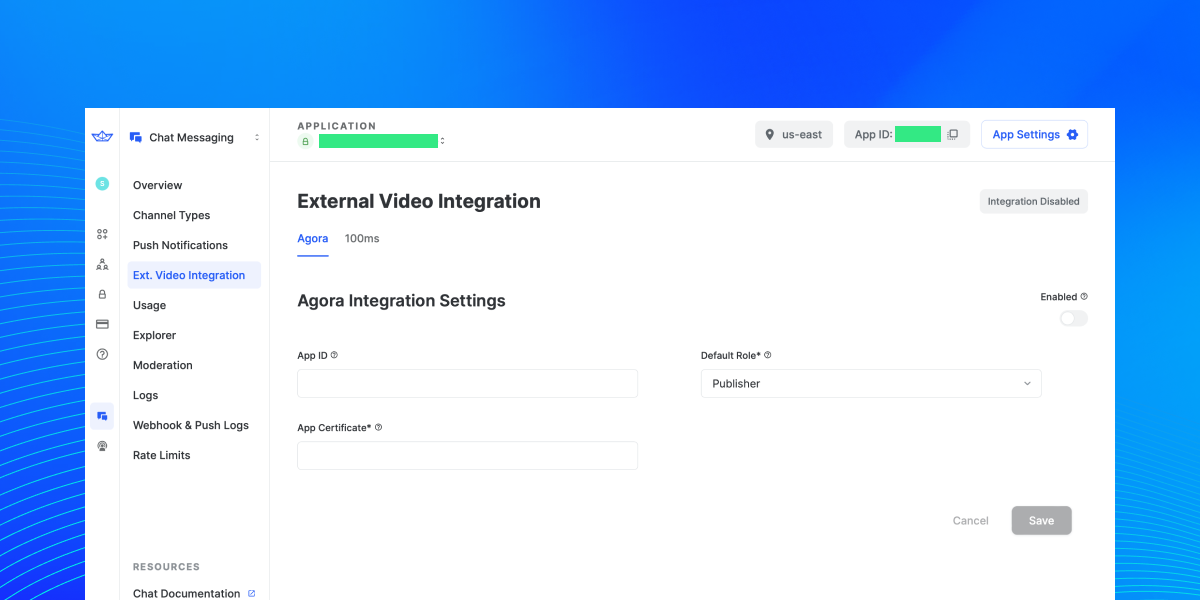 Chat Messaging
APPLICATION
us-east
App ID:
App Settings
S
Overview
Channel Types
Push Notifications
Ext. Video Integration
Usage
Explorer
Moderation
Logs
Webhook & Push Logs
Rate Limits
RESOURCES
Chat Documentation
External Video Integration
Integration Disabled
Agora
100ms
Agora Integration Settings
Enabled
App ID
Default Role*
Publisher
App Certificate*
Cancel
Save